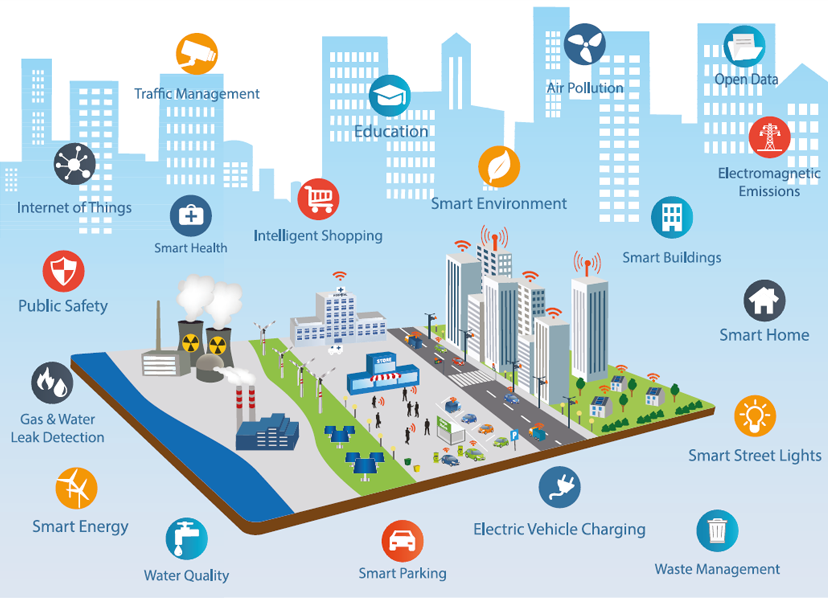 Traffic Management
Air Pollution
Open Data
Education
Electromagnetic
Emissions
Internet of Things
Smart Health
Intelligent Shopping
Smart Environment
Smart Buildings
Public Safety
Smart Home
STORE
P
Gas & Water
Leak Detection
Smart Street Lights
Smart Energy
Electric Vehicle Charging
Water Quality
Smart Parking
Waste Management